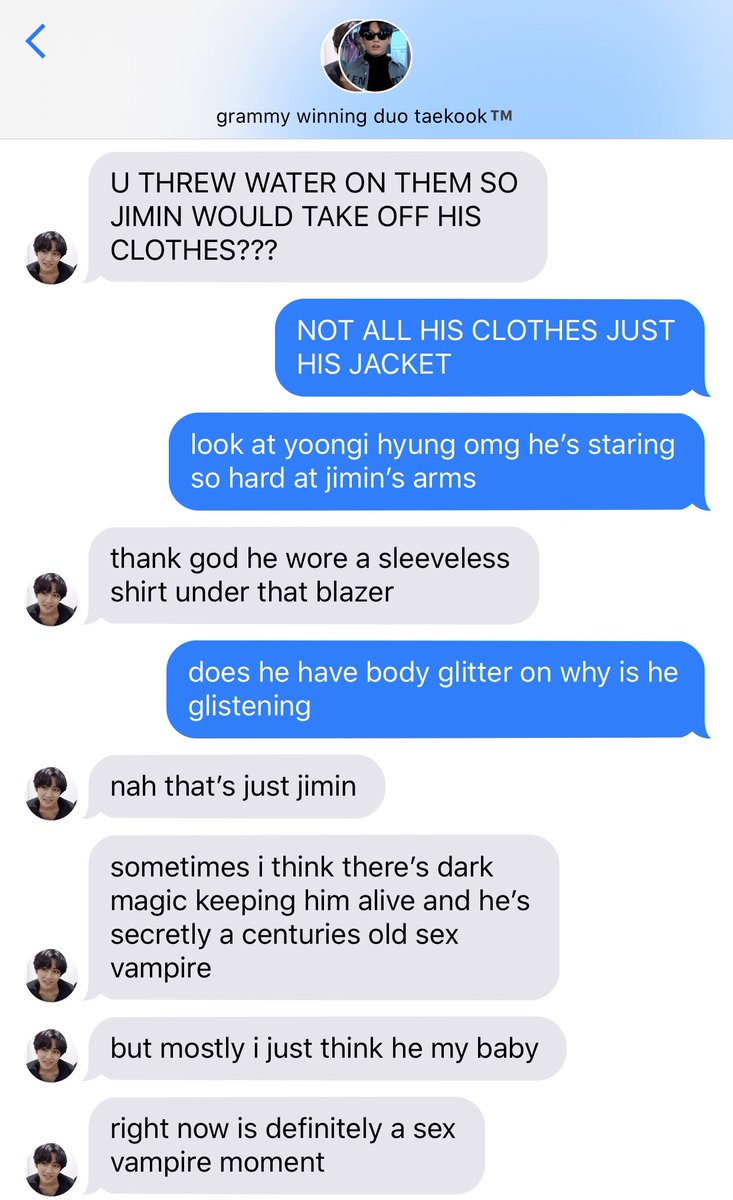 grammy winning duo taekook™
U THREW WATER ON THEM SO
JIMIN WOULD TAKE OFF HIS
CLOTHES???
NOT ALL HIS CLOTHES JUST
HIS JACKET
look at yoongi hyung omg he's staring
so hard at jimin's arms
thank god he wore a sleeveless
shirt under that blazer
does he have body glitter on why is he
glistening
nah that's just jimin
sometimes i think there's dark
magic keeping him alive and he's
secretly a centuries old sex
vampire
but mostly i just think he my baby
right now is definitely a sex
vampire moment